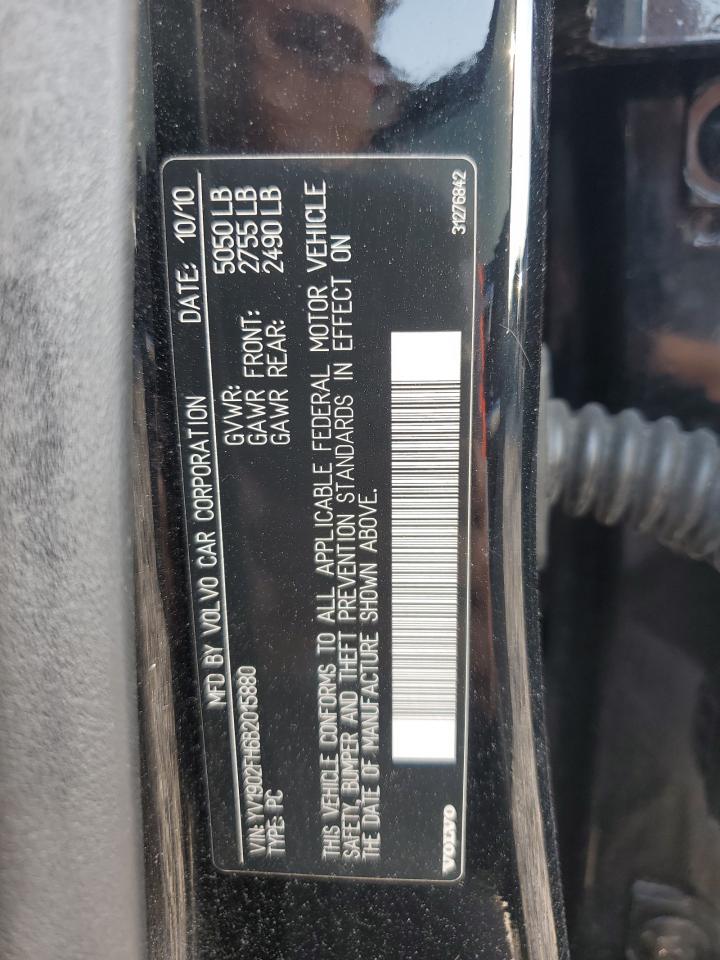 MFD BY VOLVO CAR CORPORATION DATE: 10/10
GVWR: 5050 LB
GAWR FRONT: 2755 LB
GAWR REAR: 2490 LB
VIN: YV1902FH6B2015880
TYPE: PC
THIS VEHICLE CONFORMS TO ALL APPLICABLE FEDERAL MOTOR VEHICLE
SAFETY, BUMPER AND THEFT PREVENTION STANDARDS IN EFFECT ON
THE DATE OF MANUFACTURE SHOWN ABOVE.
VOLVO
31276842